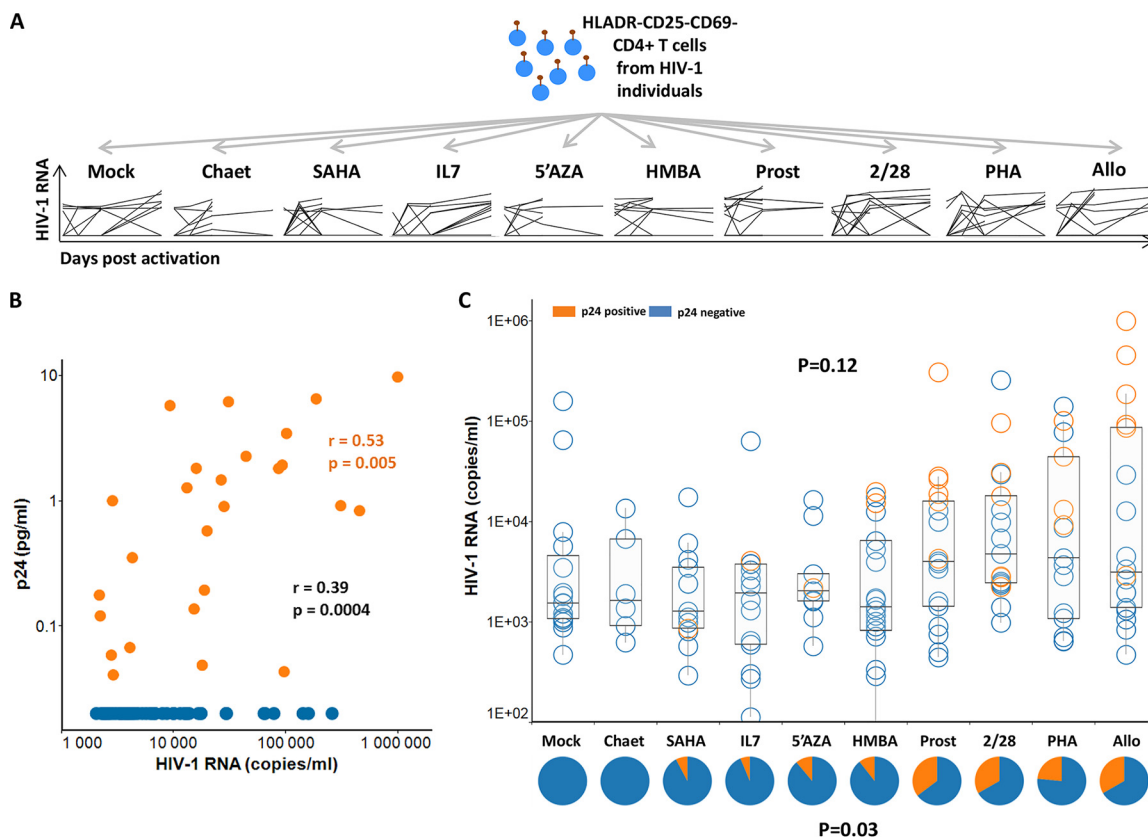 A
HLADR-CD25-CD69-
CD4+ T cells
from HIV-1
individuals
HIV-1 RNA
Mock Chaet SAHA IL7 5'AZA HMBA Prost 2/28 PHA Allo
Days post activation
B
p24 (pg/ml)
10
1
0.1
r = 0.53
p = 0.005
r = 0.39
p = 0.0004
1 000 10 000 100 000 1 000 000
HIV-1 RNA (copies/ml)
C
p24 positive p24 negative
P=0.12
HIV-1 RNA (copies/ml)
1E+06
1E+05
1E+04
1E+03
1E+02
Mock Chaet SAHA IL7 5'AZA HMBA Prost 2/28 PHA Allo
P=0.03